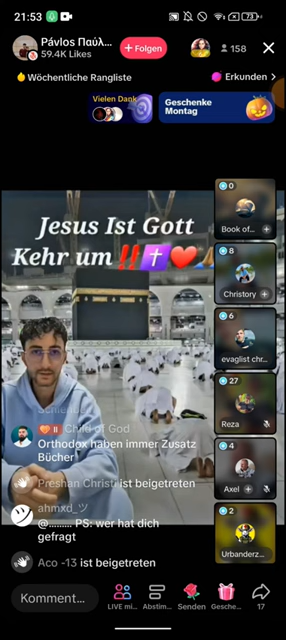 21:53
73
Pávlos Παύλ...
59.4K Likes
+ Folgen
158
Wöchentliche Rangliste
Erkunden >
Vielen Dank
Geschenke
Montag
Jesus Ist Gott
Kehr um ‼️✝️❤️🙏
0
Book of...
8
Christory
6
evaglist chr...
27
Reza
4
Axel
2
Urbanderz...
Child of God
Orthodox haben immer Zusatz
Bücher
Preshan Christi ist beigetreten
ahmxd_ツ
@......... PS: wer hat dich
gefragt
Aco -13 ist beigetreten
Komment...
LIVE mi...
Abstim...
Senden
Gesche...
17